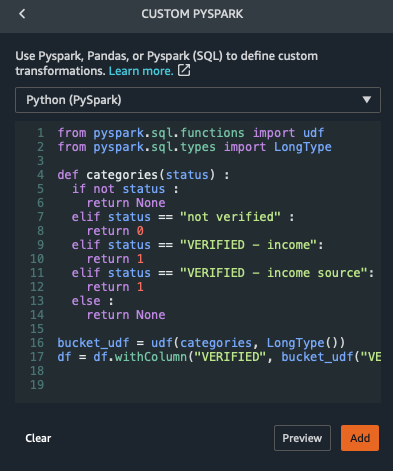 CUSTOM PYSPARK
Use Pyspark, Pandas, or Pyspark (SQL) to define custom
transformations. Learn more.
Python (PySpark)
1 from pyspark.sql.functions import udf
2 from pyspark.sql.types import LongType
3
4 def categories(status) :
5   if not status :
6     return None
7   elif status == "not verified" :
8     return 0
9   elif status == "VERIFIED - income":
10     return 1
11   elif status == "VERIFIED - income source":
12     return 1
13   else :
14     return None
15
16 bucket_udf = udf(categories, LongType())
17 df = df.withColumn("VERIFIED", bucket_udf("VE
18
19
Clear
Preview
Add